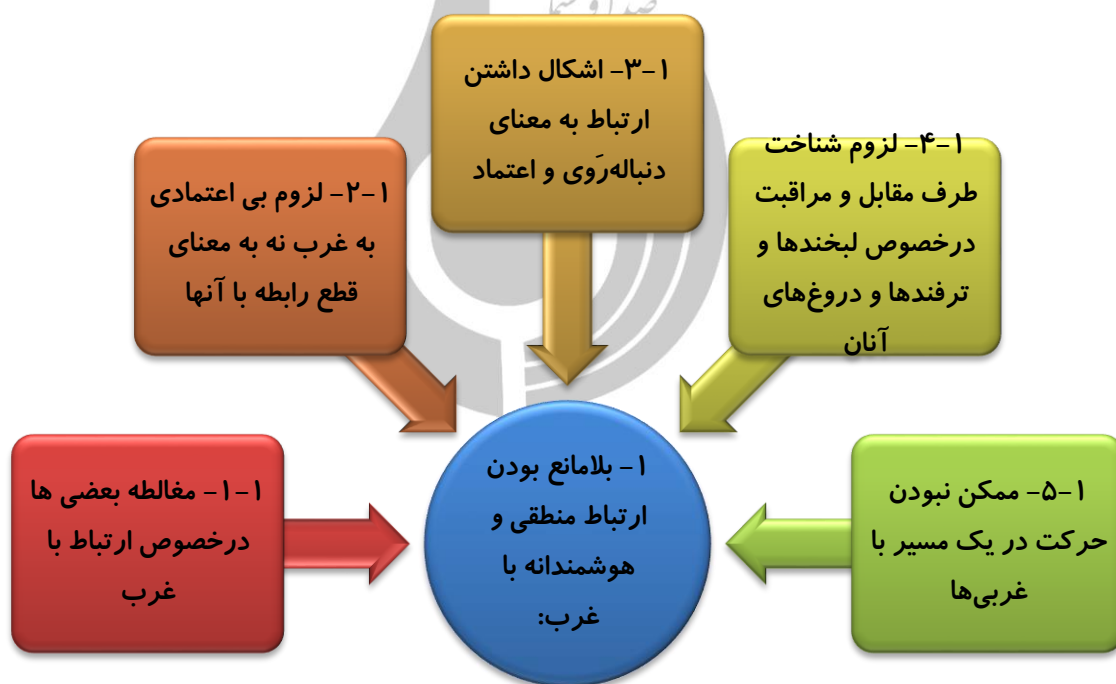 صدا و سیما
۱-۳- اشکال داشتن
ارتباط به معنای
دنباله‌رَوی و اعتماد
۱-۴- لزوم شناخت
طرف مقابل و مراقبت
درخصوص لبخندها و
ترفندها و دروغ‌های
آنان
۱-۲- لزوم بی اعتمادی
به غرب نه به معنای
قطع رابطه با آنها
۱-۵- ممکن نبودن
حرکت در یک مسیر با
غربی‌ها
۱- بلامانع بودن
ارتباط منطقی و
هوشمندانه با
غرب:
۱-۱- مغالطه بعضی ها
درخصوص ارتباط با
غرب